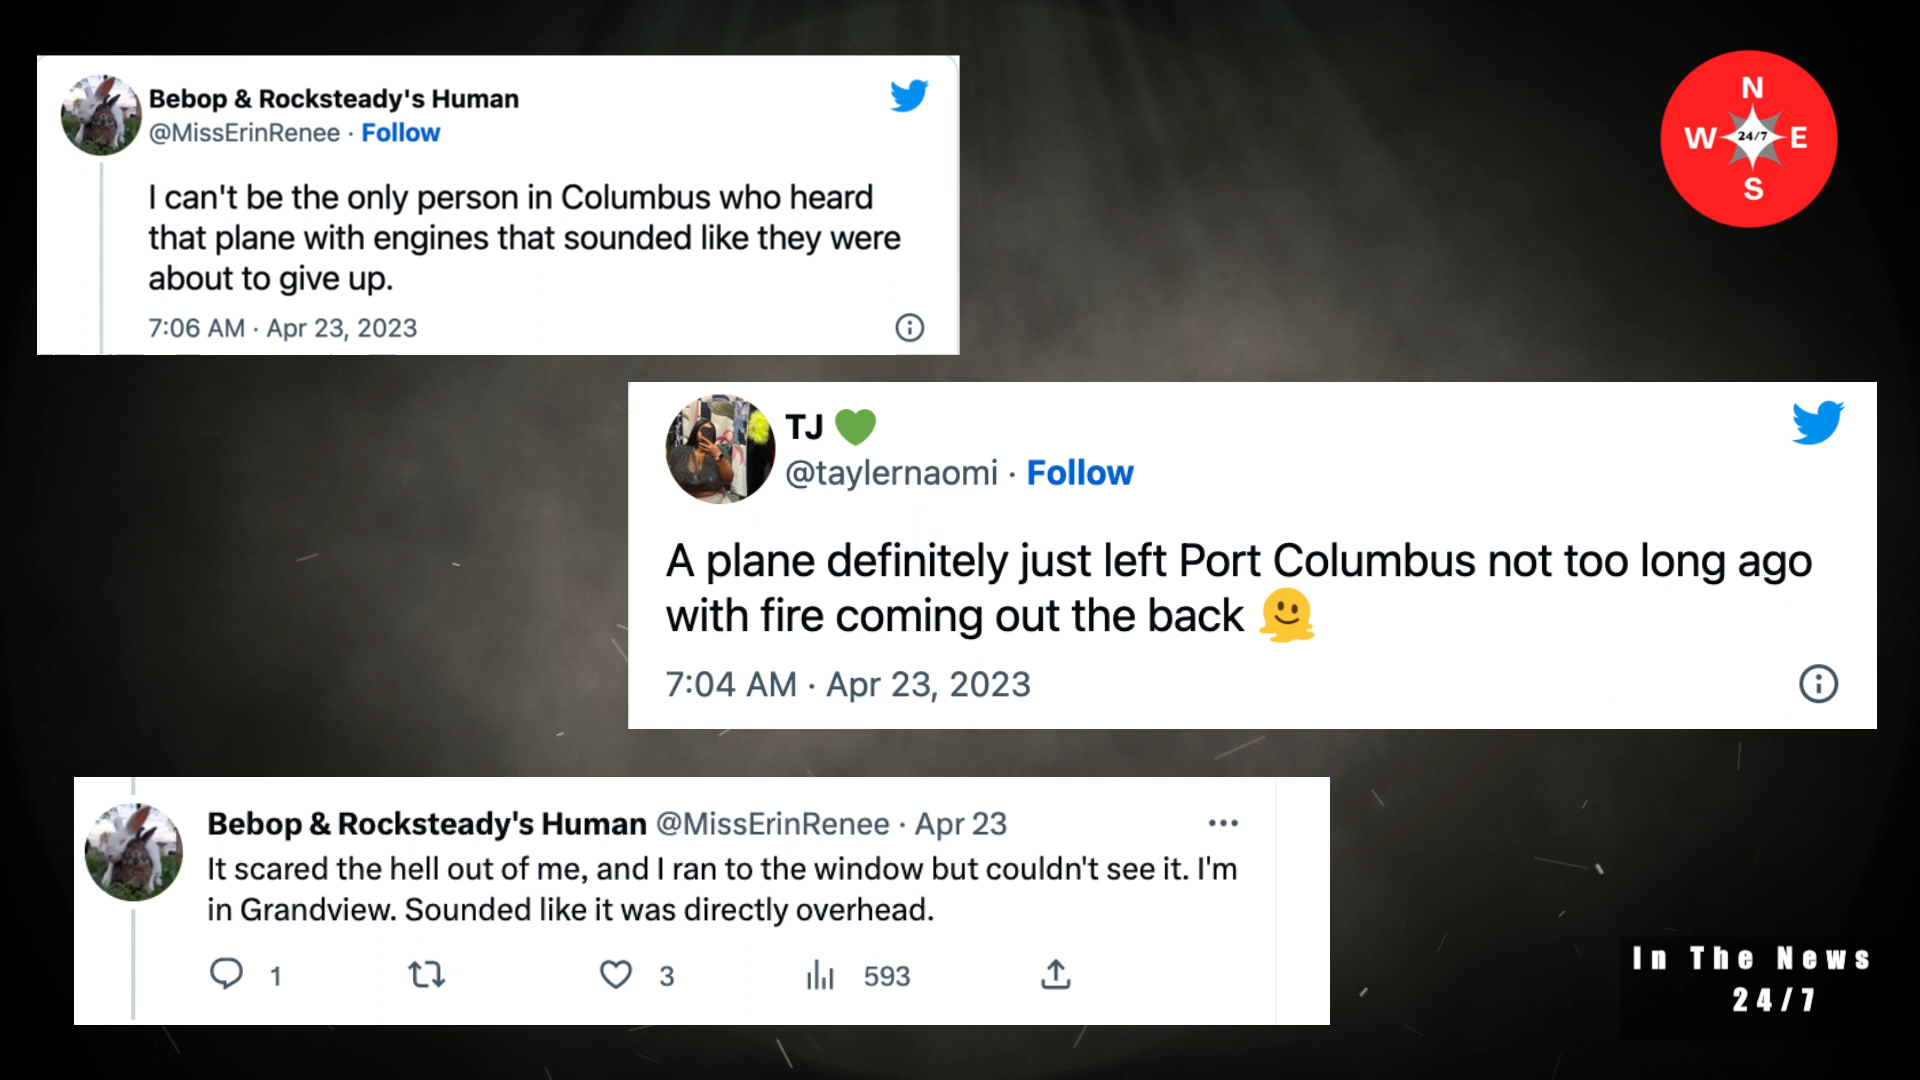 Bebop & Rocksteady's Human
@MissErinRenee · Follow
I can't be the only person in Columbus who heard
that plane with engines that sounded like they were
about to give up.
7:06 AM · Apr 23, 2023
N
W 24/7 E
S
TJ 💚
@taylernaomi · Follow
A plane definitely just left Port Columbus not too long ago
with fire coming out the back 🫠
7:04 AM · Apr 23, 2023
Bebop & Rocksteady's Human @MissErinRenee · Apr 23
It scared the hell out of me, and I ran to the window but couldn't see it. I'm
in Grandview. Sounded like it was directly overhead.
1 3 593
In The News
24/7